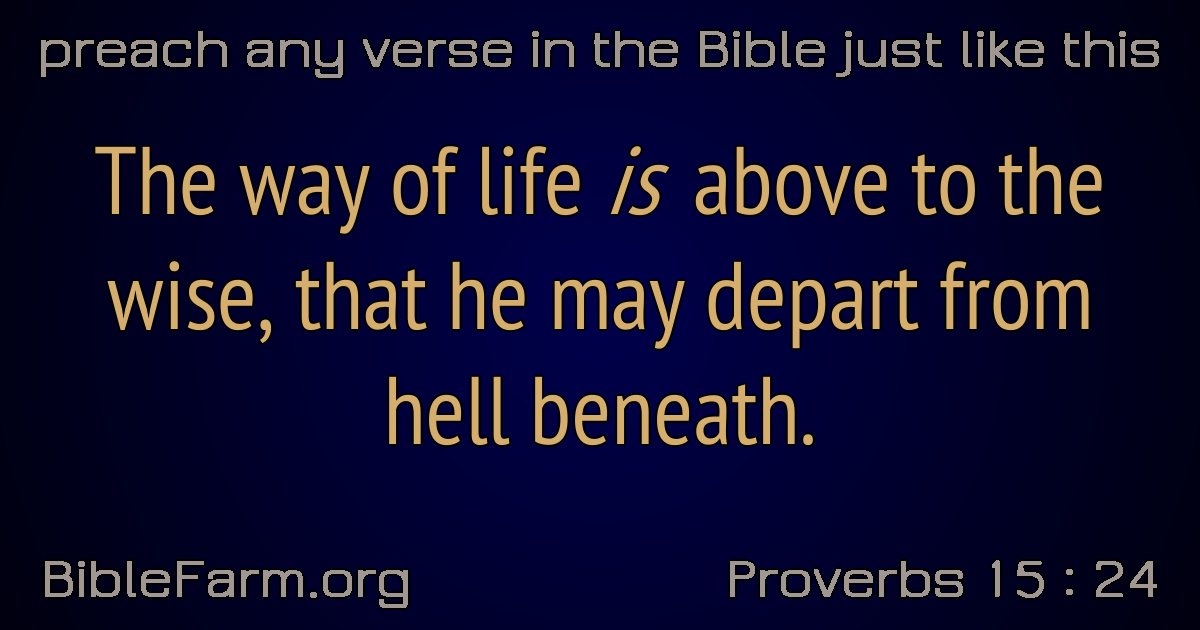 preach any verse in the Bible just like this
The way of life is above to the
wise, that he may depart from
hell beneath.
BibleFarm.org
Proverbs 15 : 24